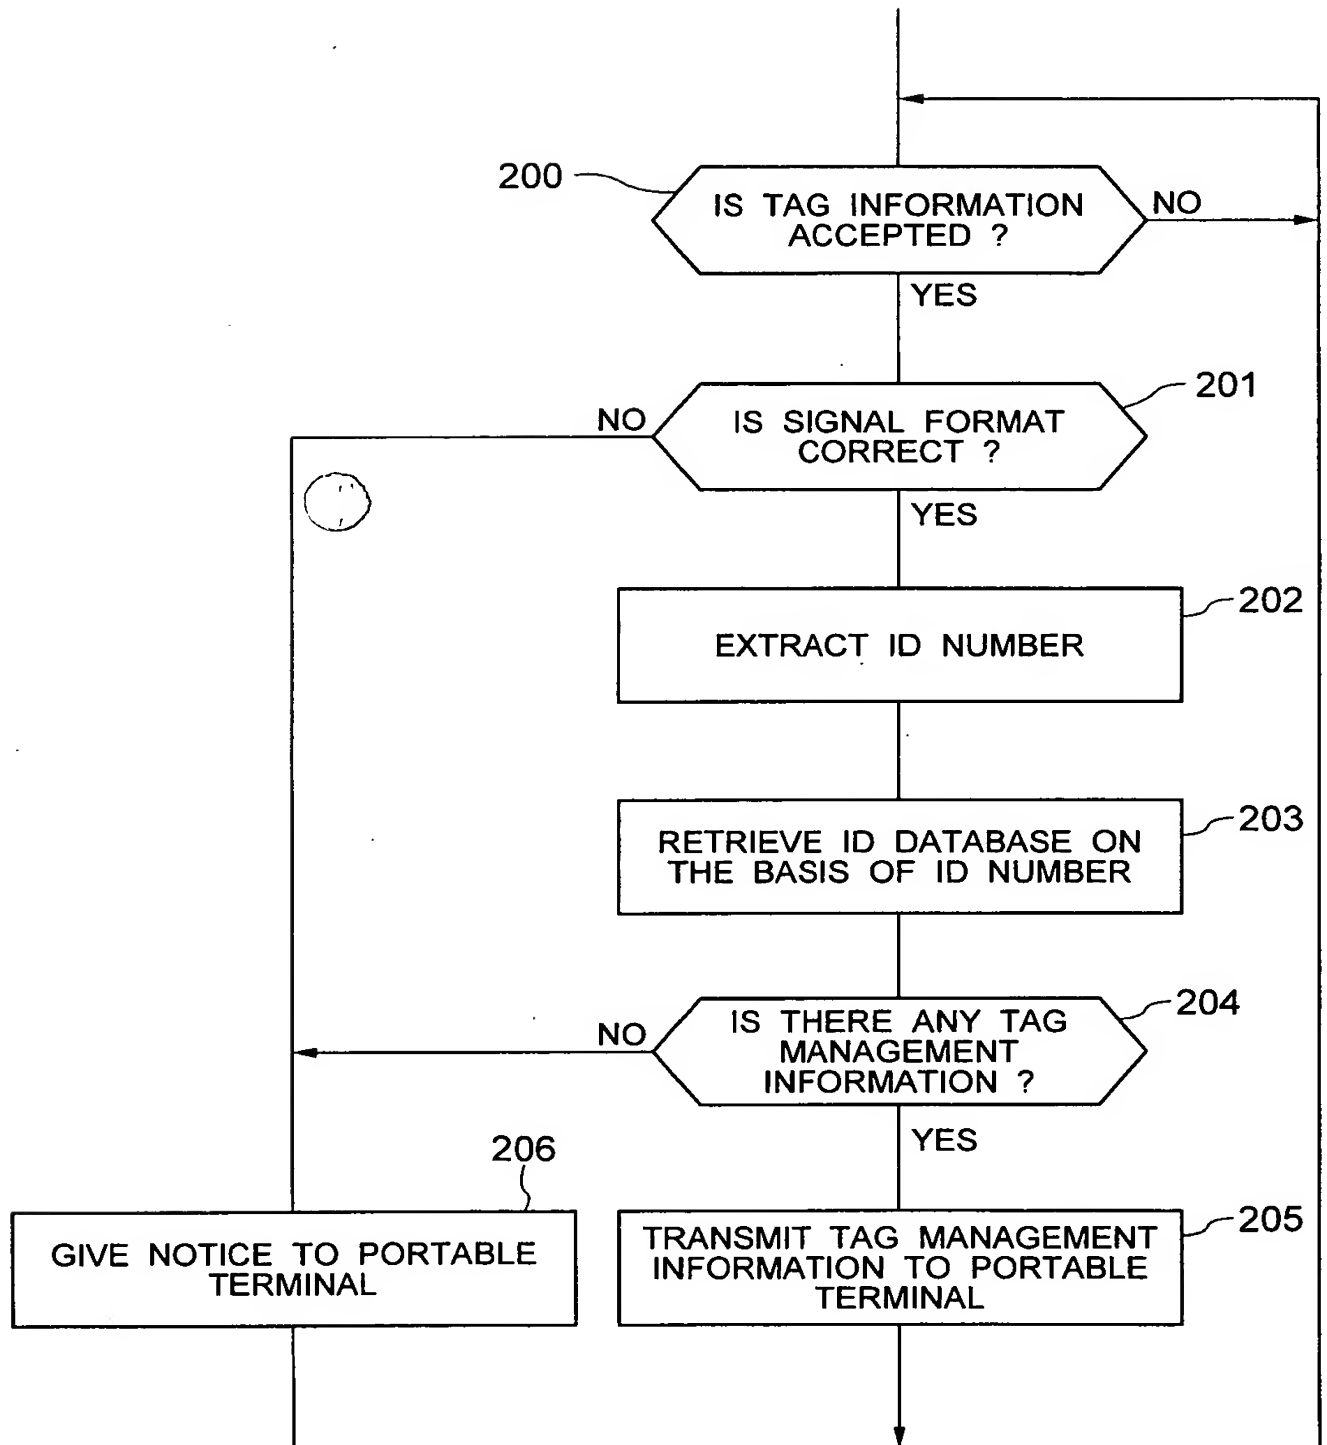 200
IS TAG INFORMATION
ACCEPTED ?
NO
YES
201
NO
IS SIGNAL FORMAT
CORRECT ?
YES
202
EXTRACT ID NUMBER
203
RETRIEVE ID DATABASE ON
THE BASIS OF ID NUMBER
204
NO
IS THERE ANY TAG
MANAGEMENT
INFORMATION ?
YES
206
GIVE NOTICE TO PORTABLE
TERMINAL
205
TRANSMIT TAG MANAGEMENT
INFORMATION TO PORTABLE
TERMINAL